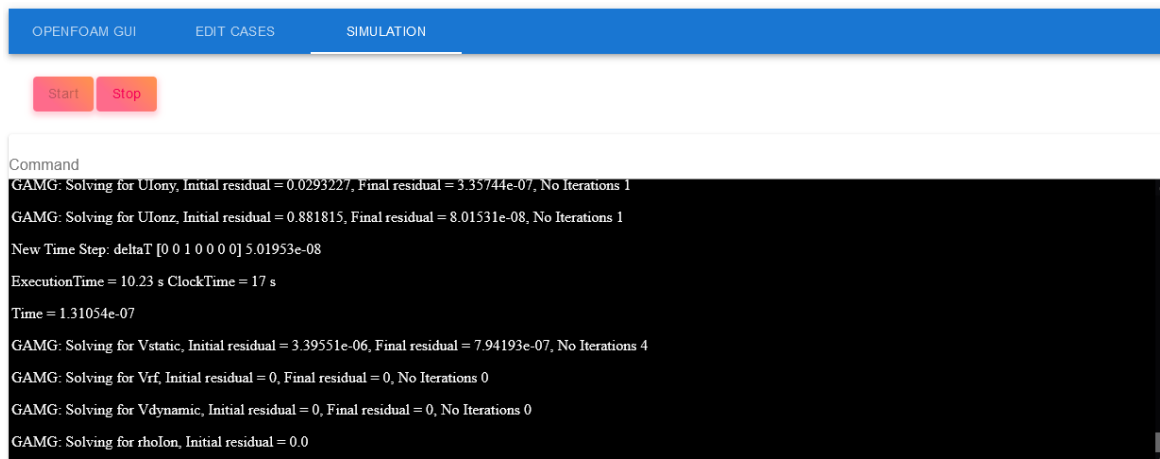 OPENFOAM GUI EDIT CASES SIMULATION
Start Stop
Command
GAMG: Solving for UIony, Initial residual = 0.0293227, Final residual = 3.35744e-07, No Iterations 1
GAMG: Solving for UIonz, Initial residual = 0.881815, Final residual = 8.01531e-08, No Iterations 1
New Time Step: deltaT [0 0 1 0 0 0 0] 5.01953e-08
ExecutionTime = 10.23 s ClockTime = 17 s
Time = 1.31054e-07
GAMG: Solving for Vstatic, Initial residual = 3.39551e-06, Final residual = 7.94193e-07, No Iterations 4
GAMG: Solving for Vrf, Initial residual = 0, Final residual = 0, No Iterations 0
GAMG: Solving for Vdynamic, Initial residual = 0, Final residual = 0, No Iterations 0
GAMG: Solving for rhoIon, Initial residual = 0.0